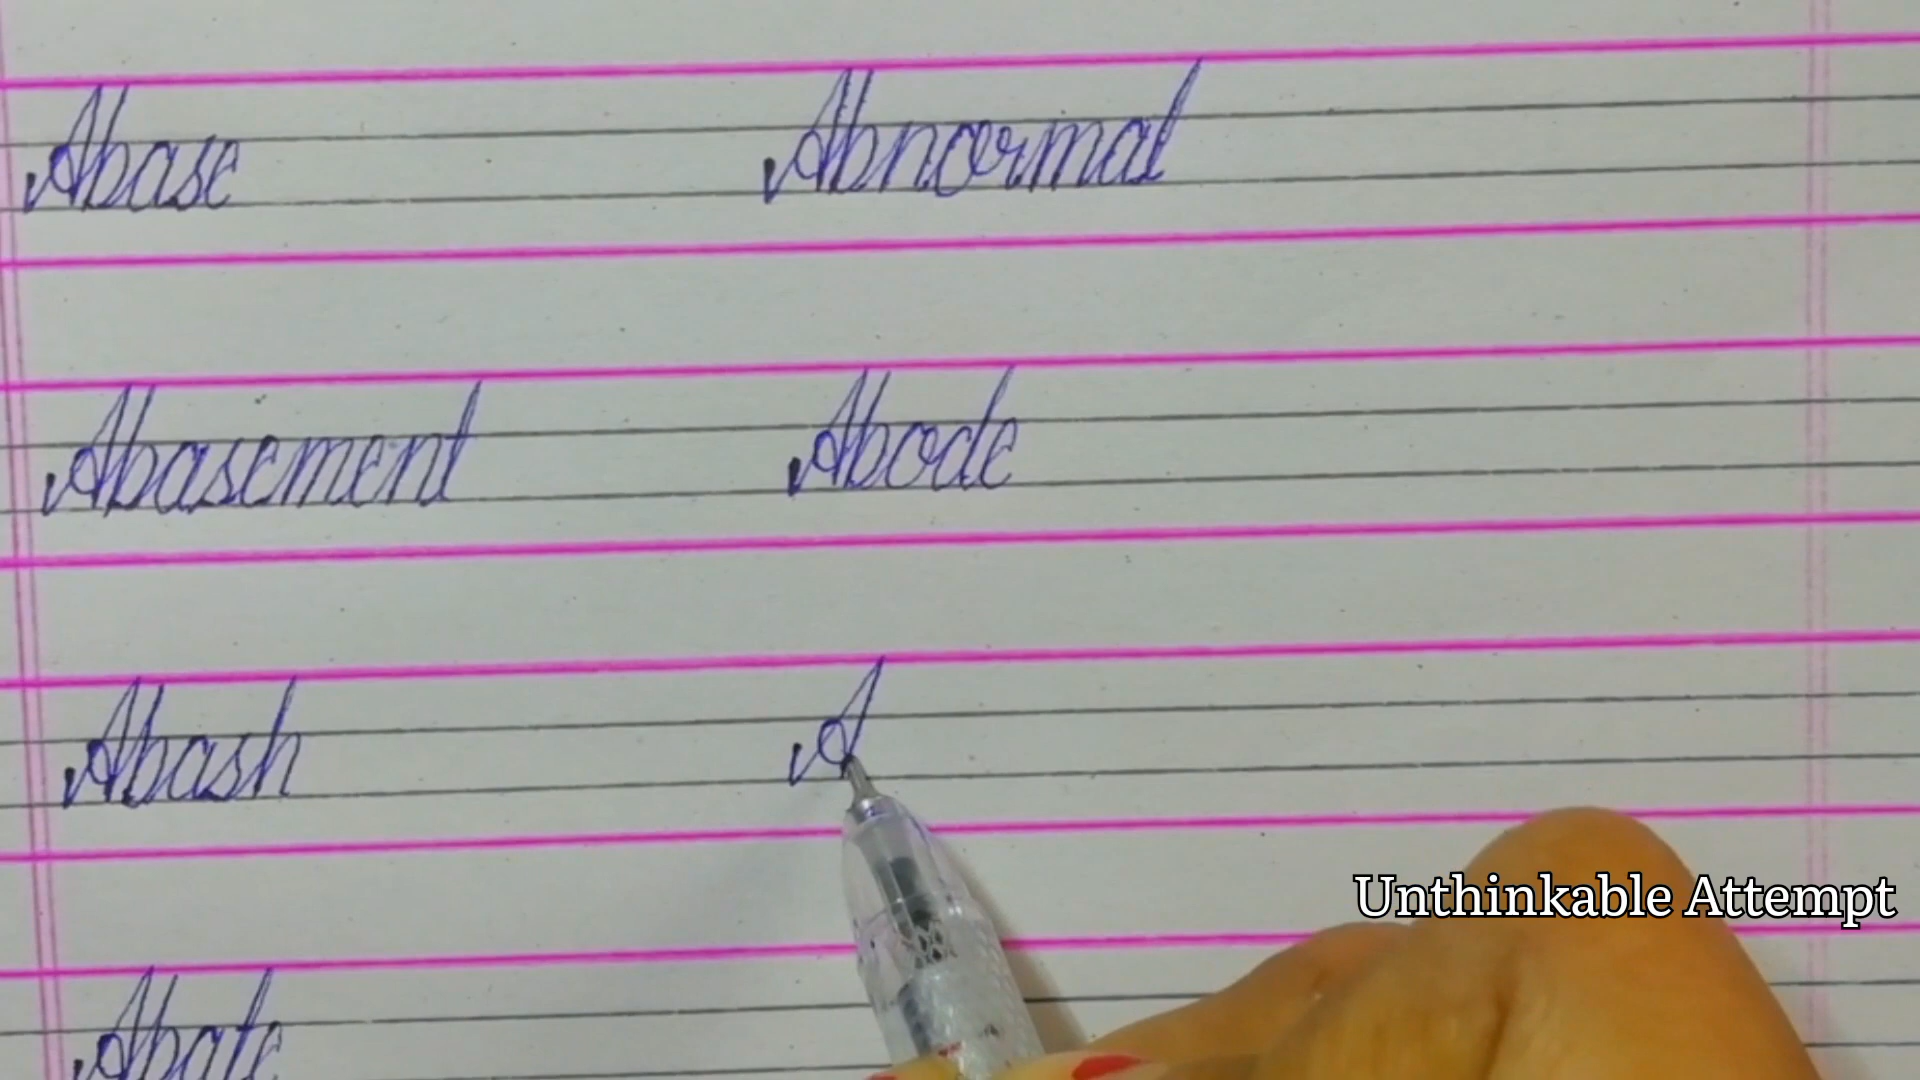 Abase Abnormal
Abasement Abode
Abash A
Unthinkable Attempt
Abate